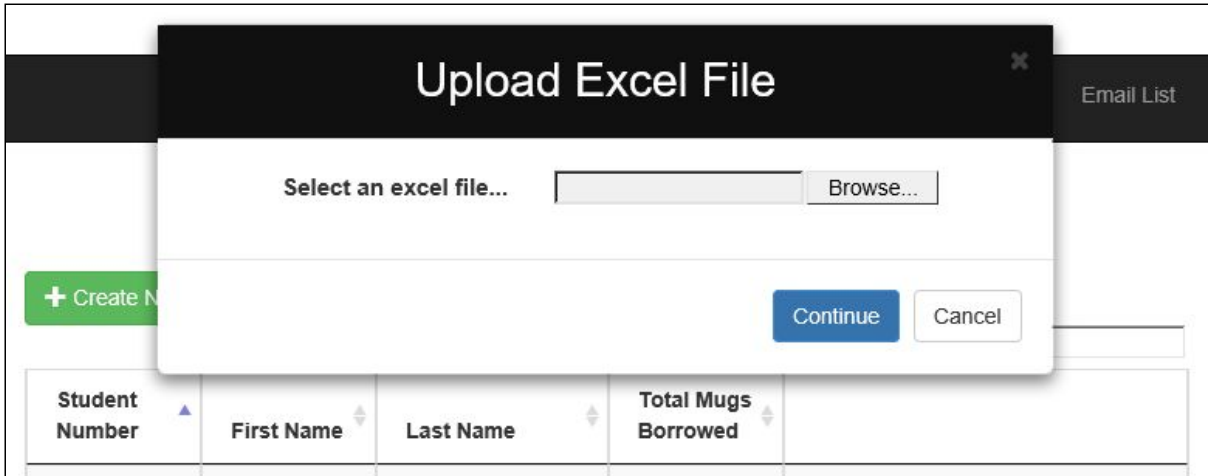 Upload Excel File
Email List
Select an excel file...
Browse...
Create
Continue
Cancel
Student
Number
First Name
Last Name
Total Mugs
Borrowed